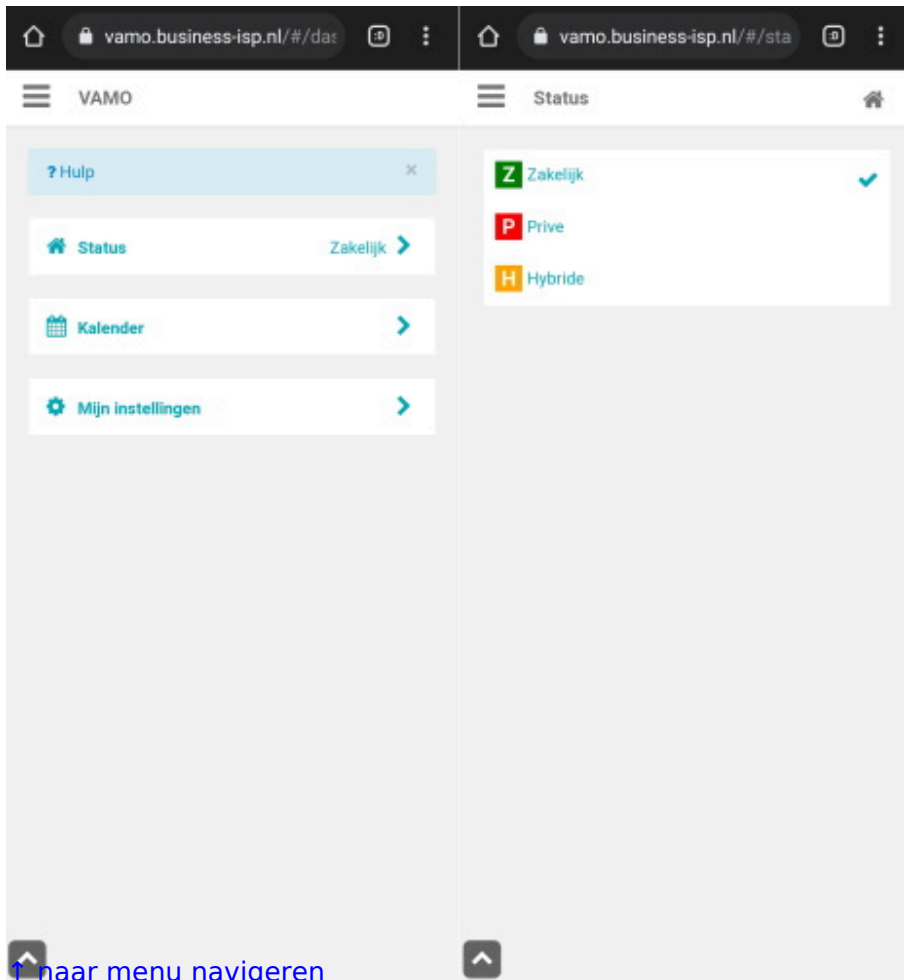 vamo.business-isp.nl/#/das
:D
VAMO
? Hulp
×
Status
Zakelijk
Kalender
Mijn instellingen
↑ naar menu navigeren
vamo.business-isp.nl/#/sta
:D
Status
Z Zakelijk
P Prive
H Hybride